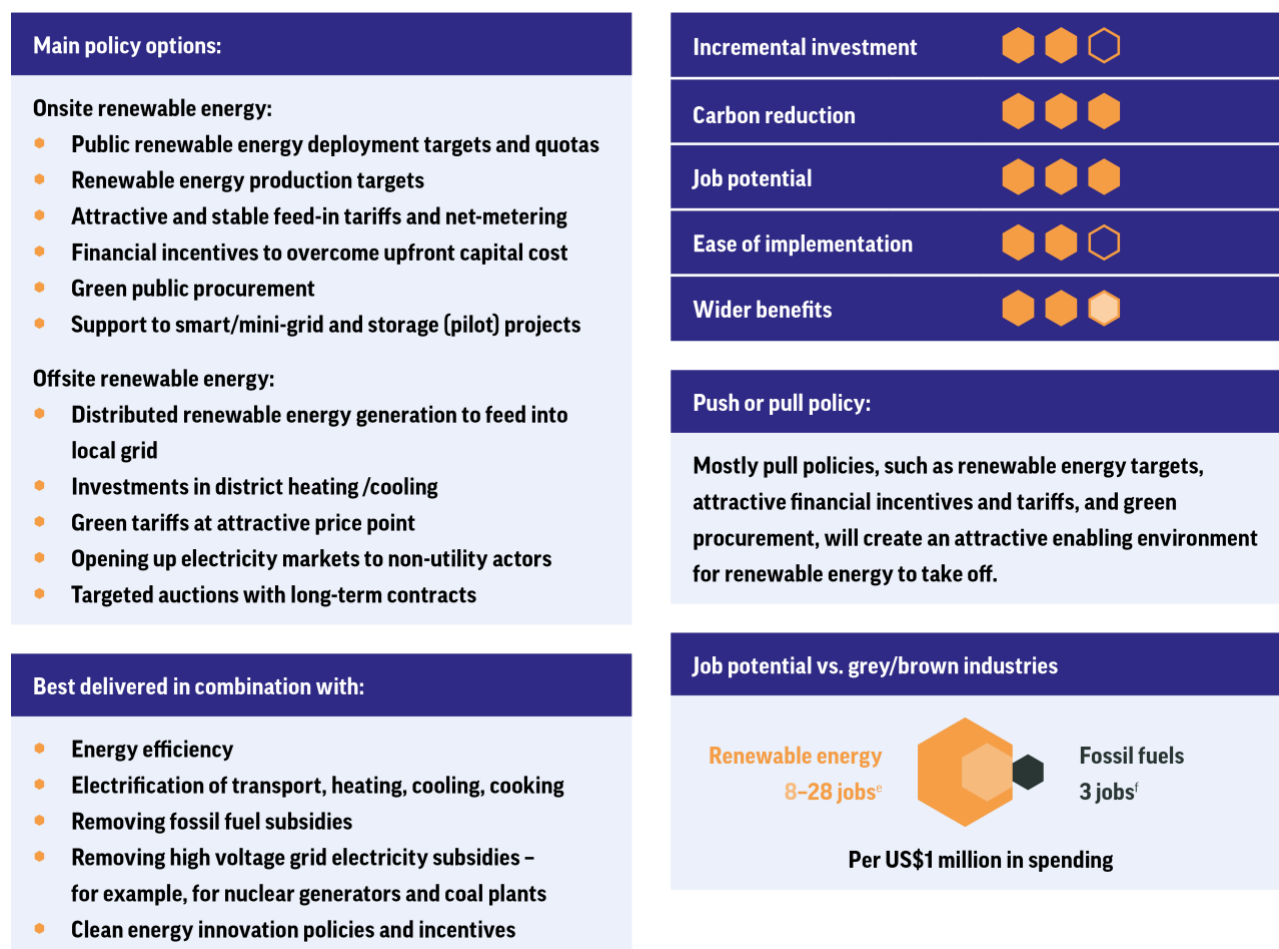 Main policy options:
Onsite renewable energy:
Public renewable energy deployment targets and quotas
Renewable energy production targets
Attractive and stable feed-in tariffs and net-metering
Financial incentives to overcome upfront capital cost
Green public procurement
Support to smart/mini-grid and storage (pilot) projects
Offsite renewable energy:
Distributed renewable energy generation to feed into
local grid
Investments in district heating /cooling
Green tariffs at attractive price point
Opening up electricity markets to non-utility actors
Targeted auctions with long-term contracts
Best delivered in combination with:
Energy efficiency
Electrification of transport, heating, cooling, cooking
Removing fossil fuel subsidies
Removing high voltage grid electricity subsidies –
for example, for nuclear generators and coal plants
Clean energy innovation policies and incentives
Incremental investment
Carbon reduction
Job potential
Ease of implementation
Wider benefits
Push or pull policy:
Mostly pull policies, such as renewable energy targets,
attractive financial incentives and tariffs, and green
procurement, will create an attractive enabling environment
for renewable energy to take off.
Job potential vs. grey/brown industries
Renewable energy
8–28 jobsᵉ
Fossil fuels
3 jobsᶠ
Per US$1 million in spending